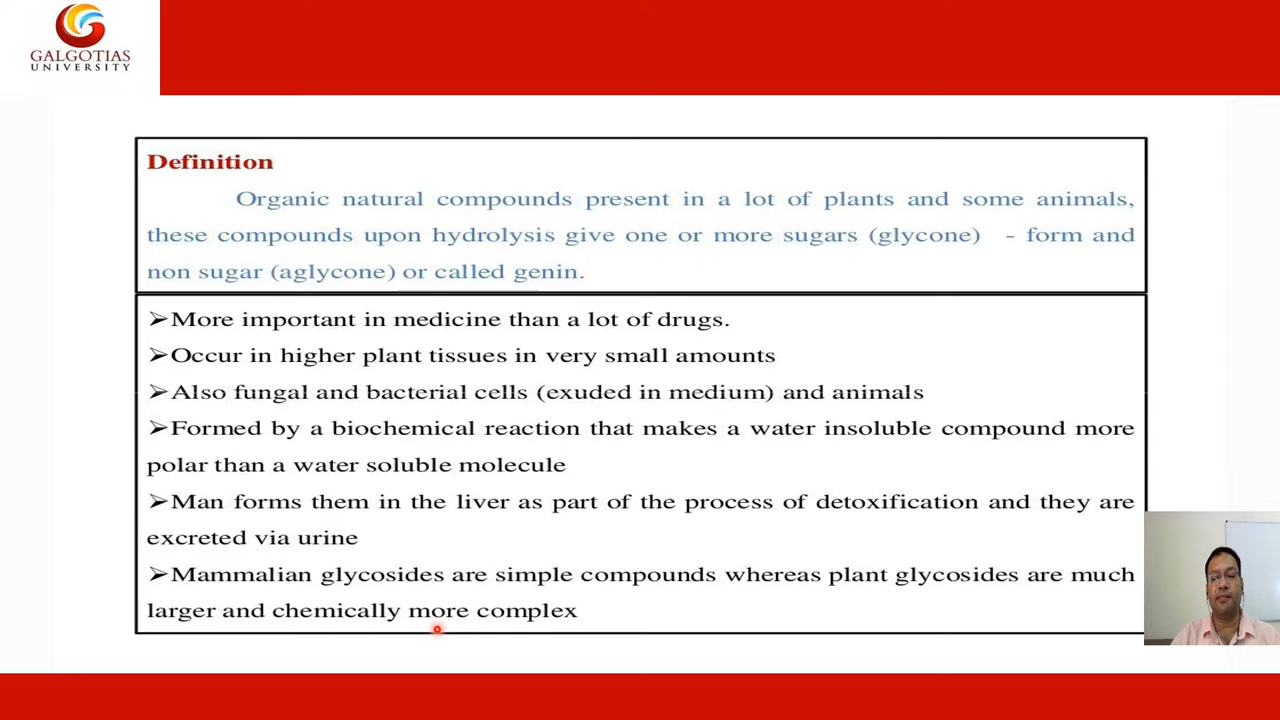 GALGOTIAS
UNIVERSITY
Definition
Organic natural compounds present in a lot of plants and some animals,
these compounds upon hydrolysis give one or more sugars (glycone) - form and
non sugar (aglycone) or called genin.
➢More important in medicine than a lot of drugs.
➢Occur in higher plant tissues in very small amounts
➢Also fungal and bacterial cells (exuded in medium) and animals
➢Formed by a biochemical reaction that makes a water insoluble compound more
polar than a water soluble molecule
➢Man forms them in the liver as part of the process of detoxification and they are
excreted via urine
➢Mammalian glycosides are simple compounds whereas plant glycosides are much
larger and chemically more complex